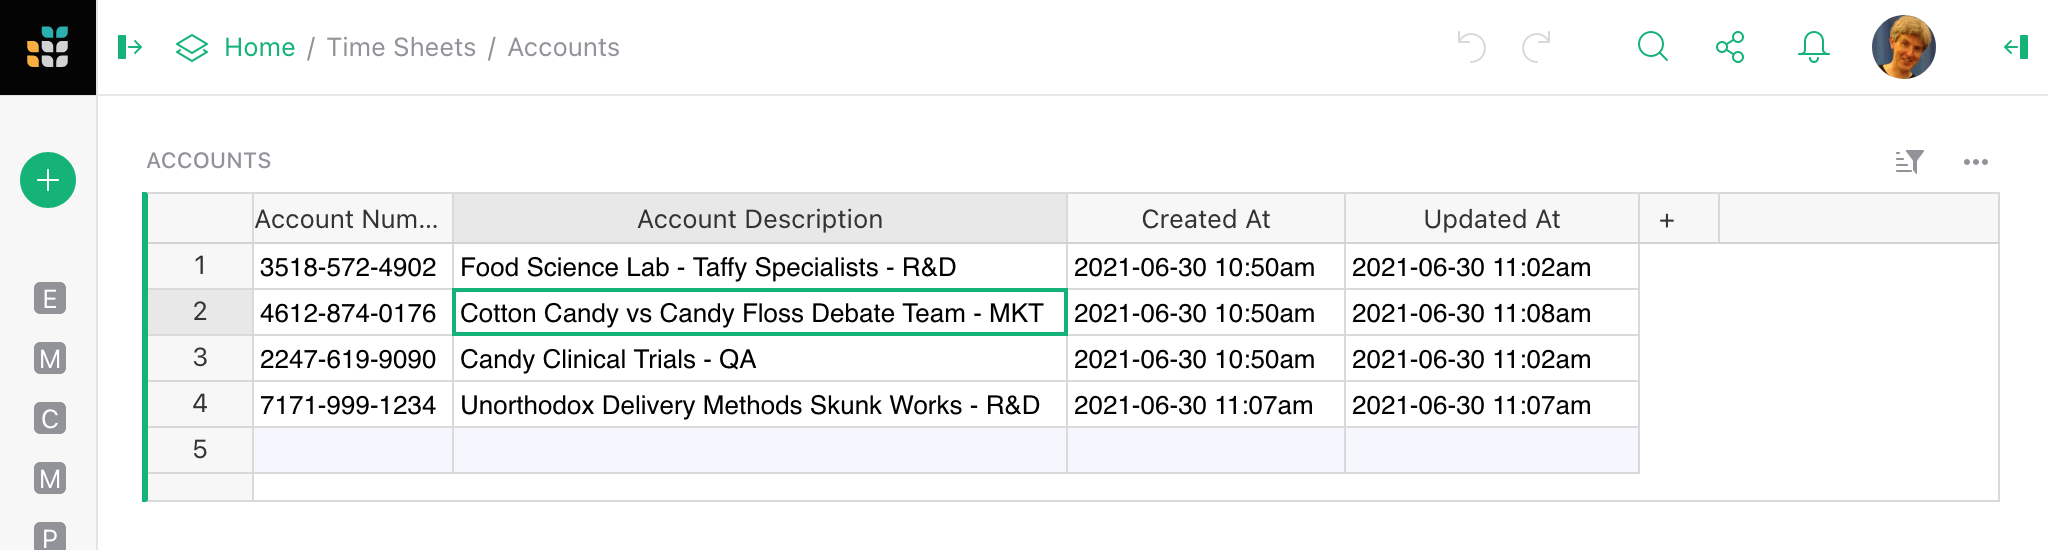 Home / Time Sheets / Accounts
ACCOUNTS
Account Num... Account Description Created At Updated At +
1 3518-572-4902 Food Science Lab - Taffy Specialists - R&D 2021-06-30 10:50am 2021-06-30 11:02am
2 4612-874-0176 Cotton Candy vs Candy Floss Debate Team - MKT 2021-06-30 10:50am 2021-06-30 11:08am
3 2247-619-9090 Candy Clinical Trials - QA 2021-06-30 10:50am 2021-06-30 11:02am
4 7171-999-1234 Unorthodox Delivery Methods Skunk Works - R&D 2021-06-30 11:07am 2021-06-30 11:07am
5
E
M
C
M
P